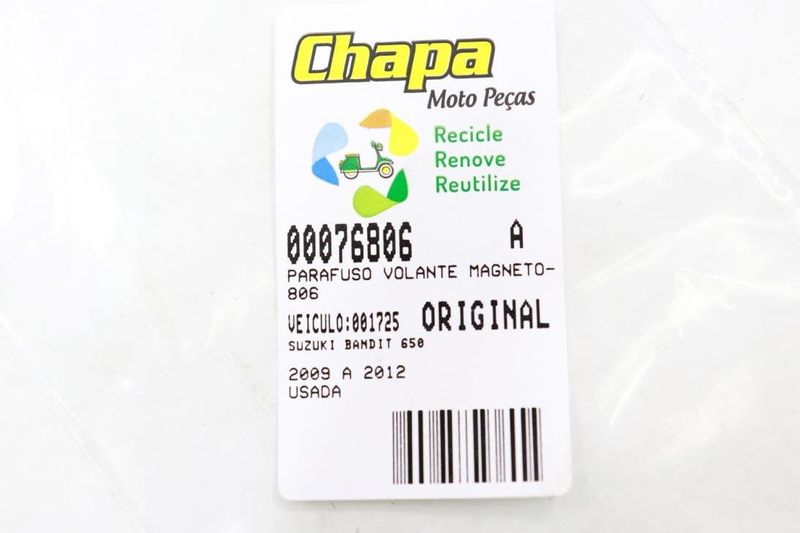 Chapa
Moto Peças
Recicle
Renove
Reutilize
00076806 A
PARAFUSO VOLANTE MAGNETO-
806
VEICULO:001725 ORIGINAL
SUZUKI BANDIT 650
2009 A 2012
USADA